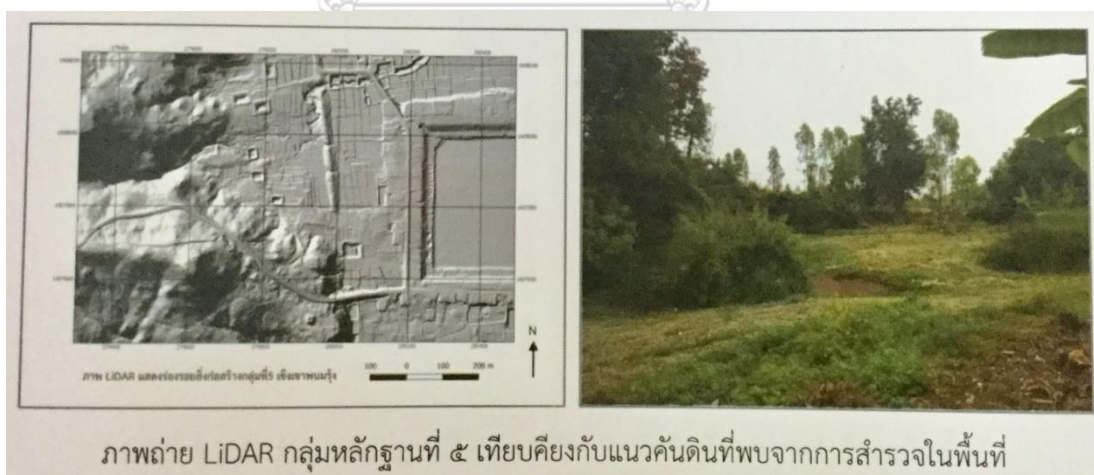 N
100 0 100 200 m
ภาพ LiDAR แสดงร่องรอยสิ่งก่อสร้างกลุ่มที่5 เชิงเขาพนมรุ้ง
ภาพถ่าย LiDAR กลุ่มหลักฐานที่ ๕ เทียบเคียงกับแนวคันดินที่พบจากการสำรวจในพื้นที่